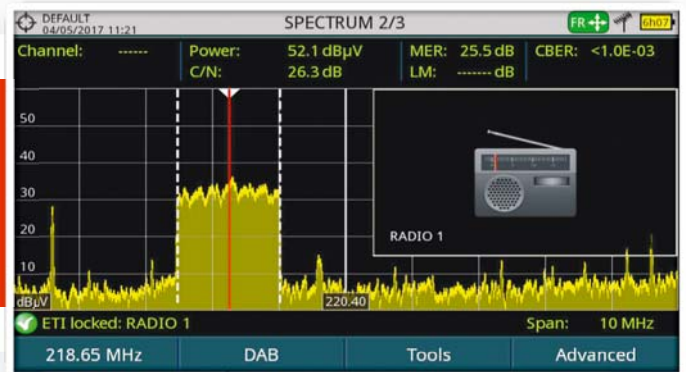 DEFAULT
04/05/2017 11:21
SPECTRUM 2/3
FR
6h07
Channel: ------
Power: 52.1 dBµV
MER: 25.5 dB
CBER: <1.0E-03
C/N: 26.3 dB
LM: ------- dB
50
40
30
20
10
dBµV
220.40
RADIO 1
ETI locked: RADIO 1
Span: 10 MHz
218.65 MHz
DAB
Tools
Advanced